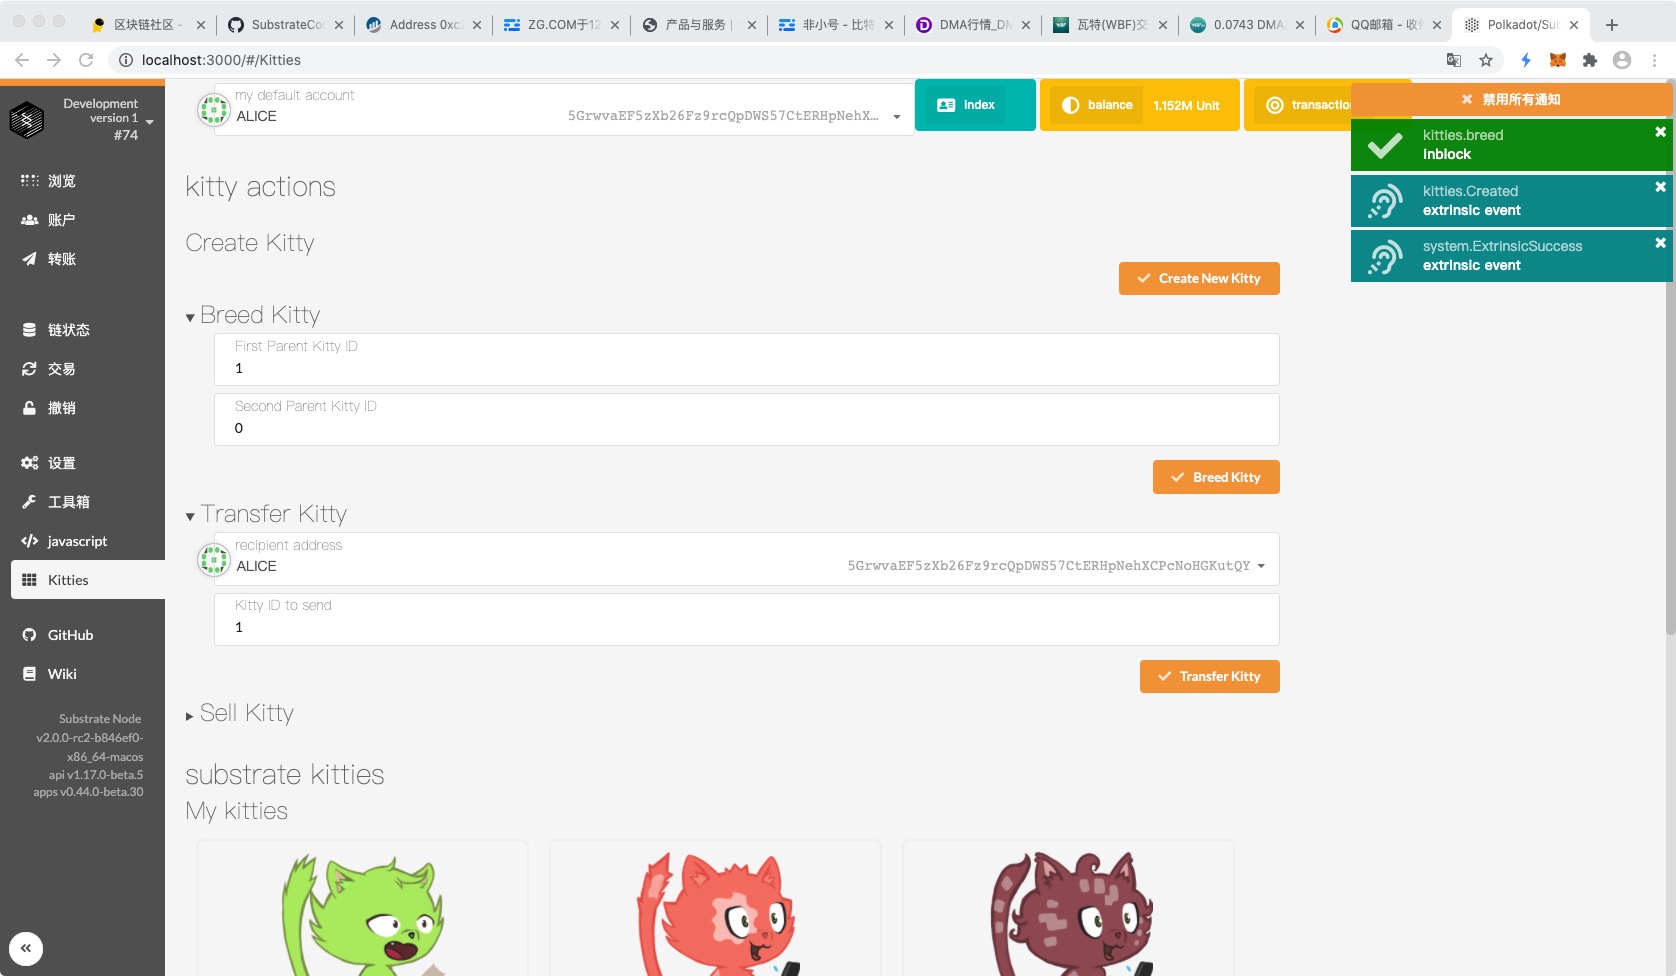 区块链社区 -
SubstrateCo
Address 0xc
ZG.COM于12
产品与服务 |
非小号 - 比特
DMA行情_DM
瓦特(WBF)交
0.0743 DMA
QQ邮箱 - 收件
Polkadot/Sub
localhost:3000/#/Kitties
Development
version 1
#74
浏览
账户
转账
链状态
交易
撤销
设置
工具箱
javascript
Kitties
GitHub
Wiki
Substrate Node
v2.0.0-rc2-b846ef0-
x86_64-macos
api v1.17.0-beta.5
apps v0.44.0-beta.30
my default account
ALICE
5GrwvaEF5zXb26Fz9rcQpDWS57CtERHpNehX…
index
balance
1.152M Unit
transactio
禁用所有通知
kitties.breed
inblock
kitties.Created
extrinsic event
system.ExtrinsicSuccess
extrinsic event
kitty actions
Create Kitty
Create New Kitty
Breed Kitty
First Parent Kitty ID
1
Second Parent Kitty ID
0
Breed Kitty
Transfer Kitty
recipient address
ALICE
5GrwvaEF5zXb26Fz9rcQpDWS57CtERHpNehXCPcNoHGKutQY
Kitty ID to send
1
Transfer Kitty
Sell Kitty
substrate kitties
My kitties